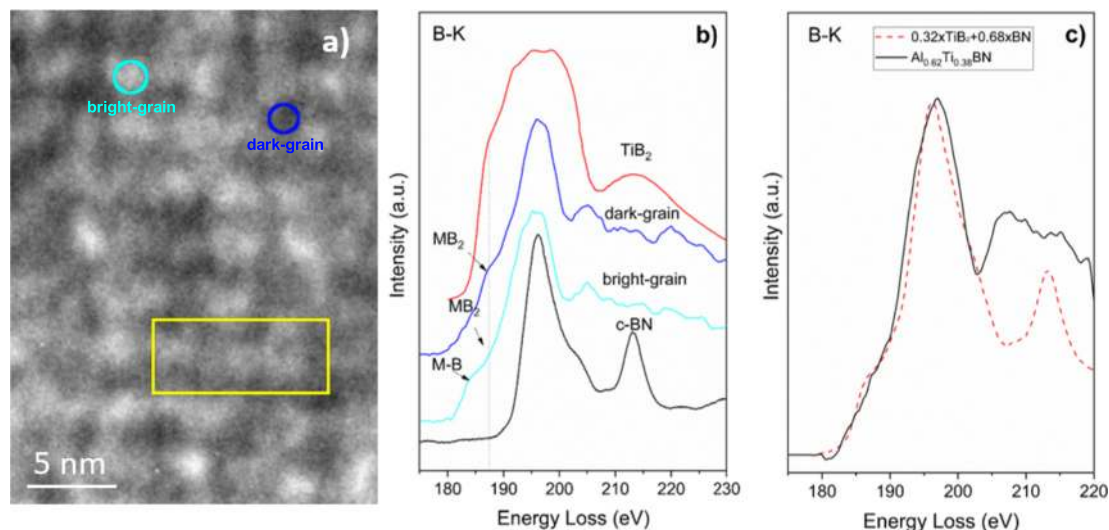 a)
bright-grain
dark-grain
5 nm
B-K
b)
TiB₂
dark-grain
MB₂
bright-grain
MB₂
c-BN
M-B
Intensity (a.u.)
180 190 200 210 220 230
Energy Loss (eV)
B-K
c)
0.32xTiB₂+0.68xBN
Al₀.₆₂Ti₀.₃₈BN
Intensity (a.u.)
180 190 200 210 220
Energy Loss (eV)